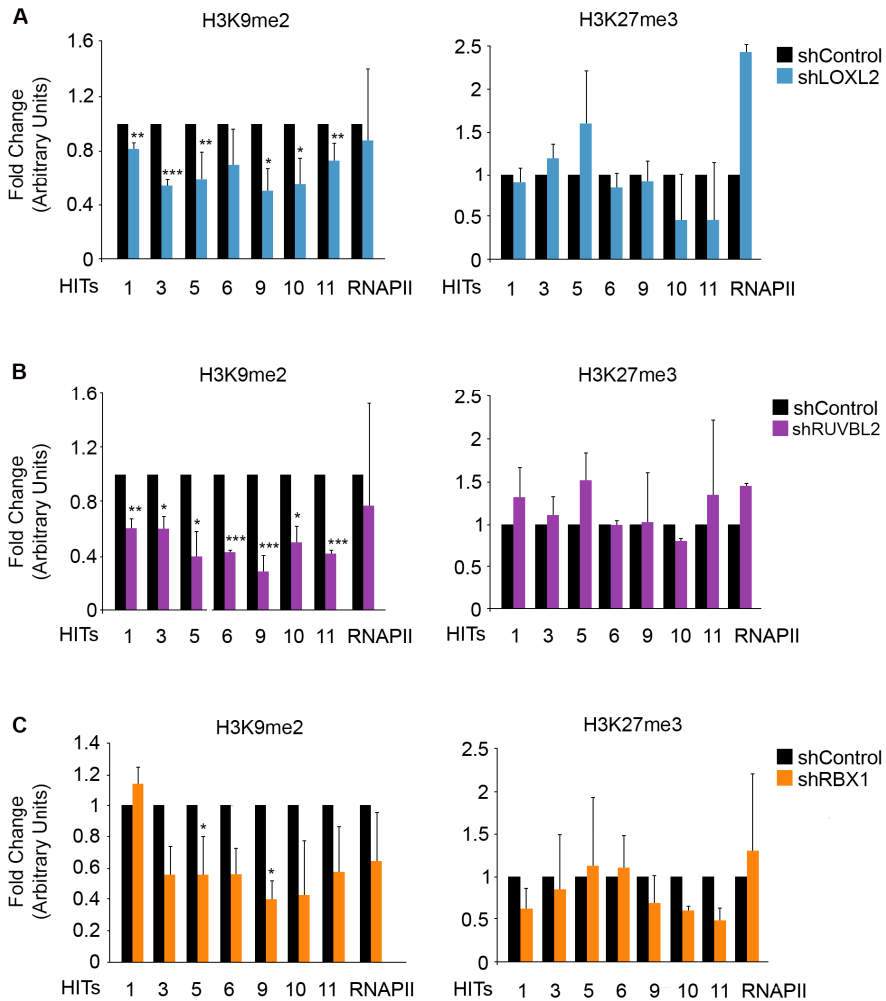 A
H3K9me2
H3K27me3
Fold Change
(Arbitrary Units)
1.6
1.2
0.8
0.4
0
** *** ** * * **
HITs 1 3 5 6 9 10 11 RNAPII
2.5
2
1.5
1
0.5
0
HITs 1 3 5 6 9 10 11 RNAPII
shControl
shLOXL2
B
H3K9me2
H3K27me3
Fold Change
(Arbitrary Units)
1.6
1.2
0.8
0.4
0
** * * *** *** * ***
HITs 1 3 5 6 9 10 11 RNAPII
2.5
2
1.5
1
0.5
0
HITs 1 3 5 6 9 10 11 RNAPII
shControl
shRUVBL2
C
H3K9me2
H3K27me3
Fold Change
(Arbitrary Units)
1.4
1.2
1
0.8
0.6
0.4
0.2
0
* *
HITs 1 3 5 6 9 10 11 RNAPII
2.5
2
1.5
1
0.5
0
HITs 1 3 5 6 9 10 11 RNAPII
shControl
shRBX1